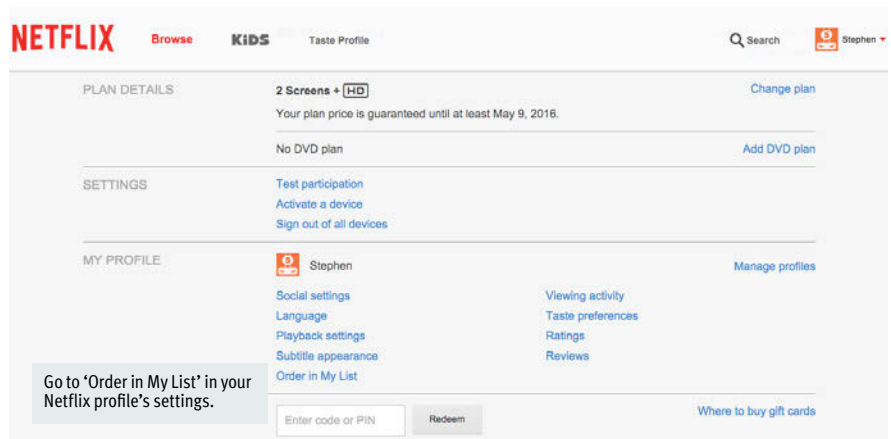 NETFLIX Browse KiDS Taste Profile Search Stephen
PLAN DETAILS 2 Screens + HD Change plan
Your plan price is guaranteed until at least May 9, 2016.
No DVD plan Add DVD plan
SETTINGS Test participation
Activate a device
Sign out of all devices
MY PROFILE Stephen Manage profiles
Social settings Viewing activity
Language Taste preferences
Playback settings Ratings
Subtitle appearance Reviews
Order in My List
Go to ‘Order in My List’ in your
Netflix profile’s settings.
Enter code or PIN Redeem Where to buy gift cards